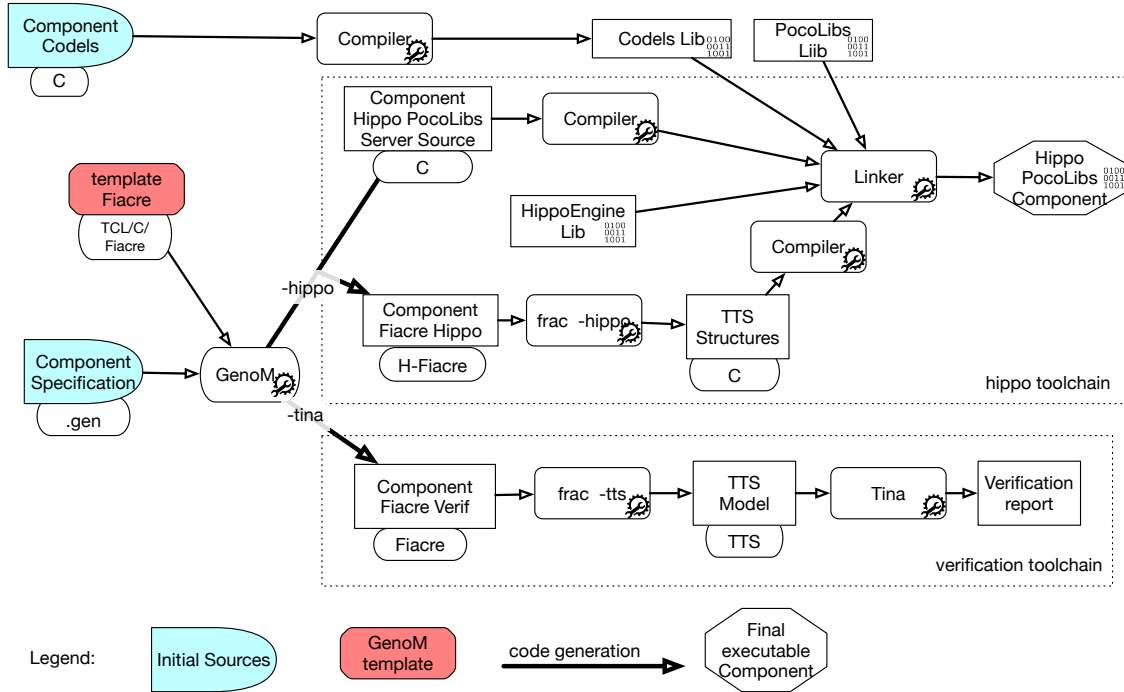 Component
Codels
C
Compiler
Codels Lib
0100
0011
1001
PocoLibs
Liib
0100
0011
1001
Component
Hippo PocoLibs
Server Source
C
Compiler
Linker
Hippo
PocoLibs
Component
0100
0011
1001
template
Fiacre
TCL/C/
Fiacre
HippoEngine
Lib
0100
0011
1001
Compiler
-hippo
Component
Fiacre Hippo
H-Fiacre
frac -hippo
TTS
Structures
C
hippo toolchain
Component
Specification
.gen
GenoM
-tina
Component
Fiacre Verif
Fiacre
frac -tts
TTS
Model
TTS
Tina
Verification
report
verification toolchain
Legend:
Initial Sources
GenoM
template
code generation
Final
executable
Component